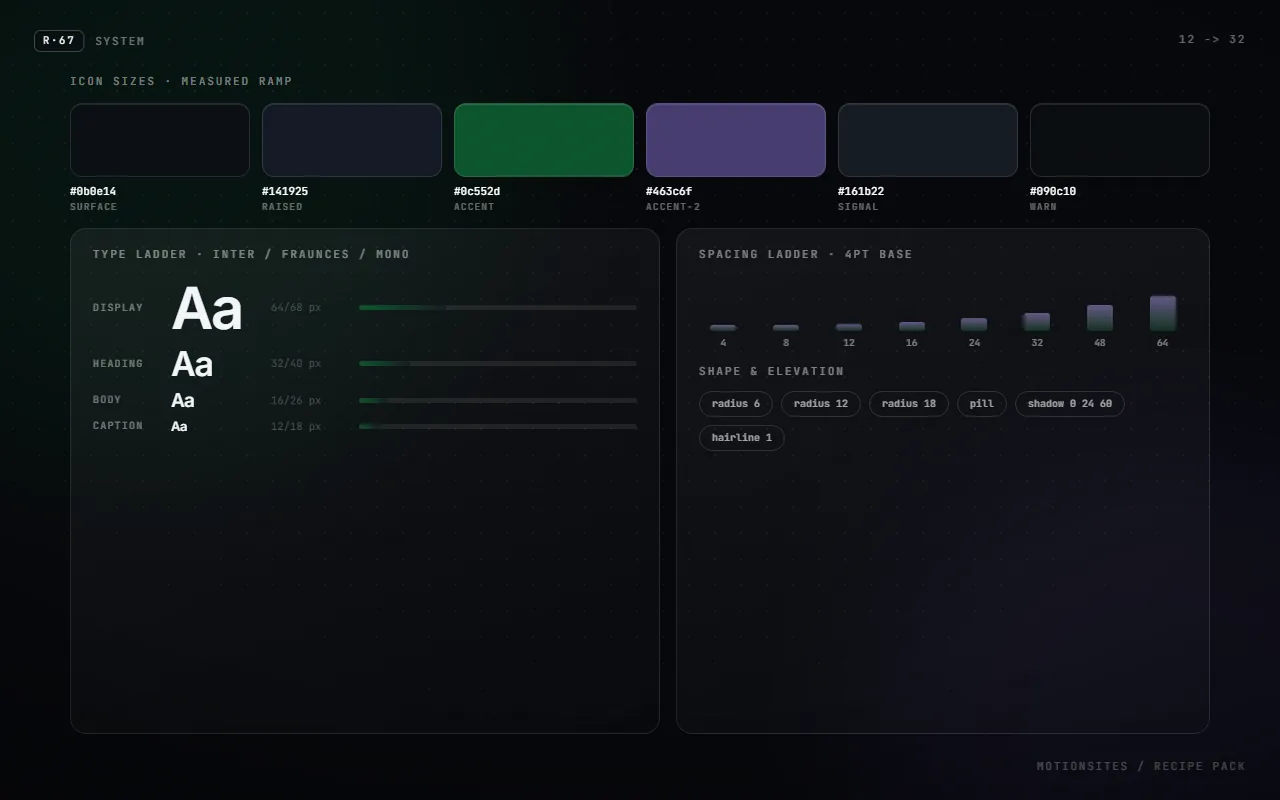 R·67 SYSTEM
12 -> 32
ICON SIZES · MEASURED RAMP
#0b0e14 #141925 #0c552d #463c6f #161b22 #090c10
SURFACE RAISED ACCENT ACCENT-2 SIGNAL WARN
TYPE LADDER · INTER / FRAUNCES / MONO
DISPLAY Aa 64/68 px
HEADING Aa 32/40 px
BODY Aa 16/26 px
CAPTION Aa 12/18 px
SPACING LADDER · 4PT BASE
4 8 12 16 24 32 48 64
SHAPE & ELEVATION
radius 6 radius 12 radius 18 pill shadow 0 24 60
hairline 1
MOTIONSITES / RECIPE PACK